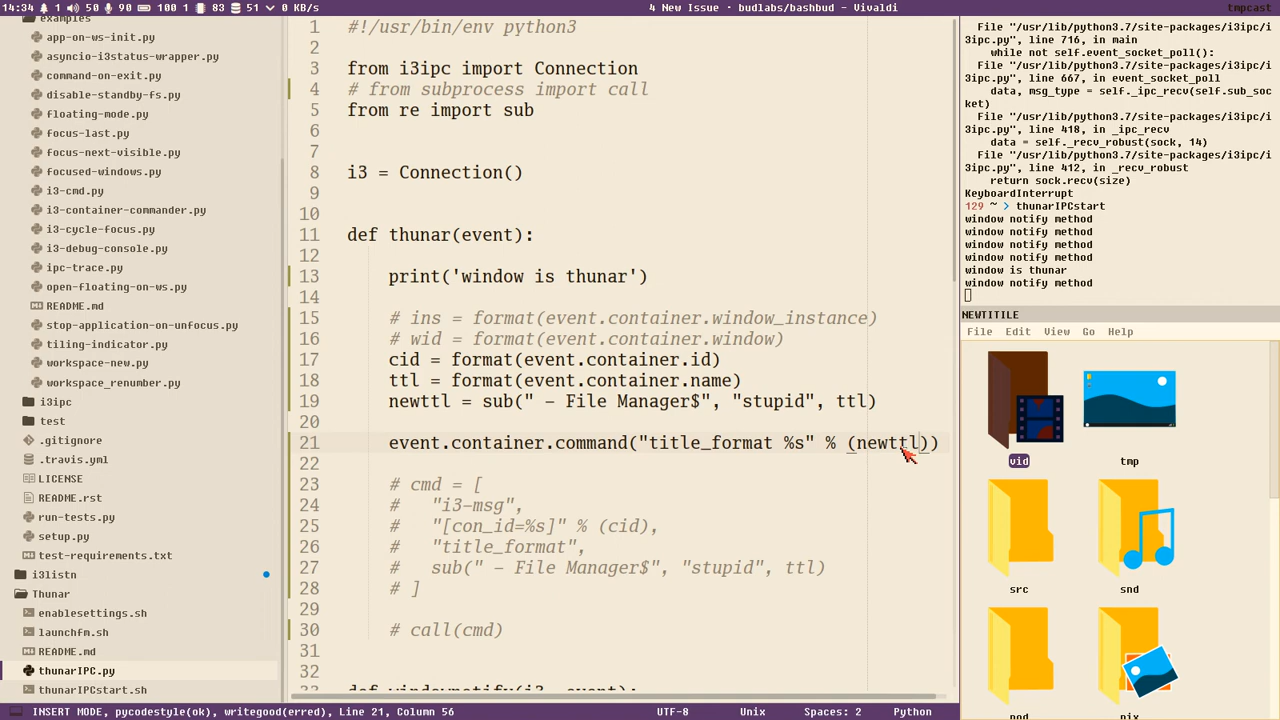 14:34 1 50 90 100 1 83 51 0 KB/s
4 New Issue - budlabs/bashbud - Vivaldi
tmpcast
examples
app-on-ws-init.py
asyncio-i3status-wrapper.py
command-on-exit.py
disable-standby-fs.py
floating-mode.py
focus-last.py
focus-next-visible.py
focused-windows.py
i3-cmd.py
i3-container-commander.py
i3-cycle-focus.py
i3-debug-console.py
ipc-trace.py
open-floating-on-ws.py
README.md
stop-application-on-unfocus.py
tiling-indicator.py
workspace-new.py
workspace_renumber.py
i3ipc
test
.gitignore
.travis.yml
LICENSE
README.rst
run-tests.py
setup.py
test-requirements.txt
i3listn
Thunar
enablesettings.sh
launchfm.sh
README.md
thunarIPC.py
thunarIPCstart.sh
1 #!/usr/bin/env python3
2
3 from i3ipc import Connection
4 # from subprocess import call
5 from re import sub
6
7
8 i3 = Connection()
9
10
11 def thunar(event):
12
13 print('window is thunar')
14
15 # ins = format(event.container.window_instance)
16 # wid = format(event.container.window)
17 cid = format(event.container.id)
18 ttl = format(event.container.name)
19 newttl = sub(" - File Manager$", "stupid", ttl)
20
21 event.container.command("title_format %s" % (newttl))
22
23 # cmd = [
24 #   "i3-msg",
25 #   "[con_id=%s]" % (cid),
26 #   "title_format",
27 #   sub(" - File Manager$", "stupid", ttl)
28 # ]
29
30 # call(cmd)
31
32
33 def windownotify(i3, event):
File "/usr/lib/python3.7/site-packages/i3ipc/i3
ipc.py", line 716, in main
while not self.event_socket_poll():
File "/usr/lib/python3.7/site-packages/i3ipc/i3
ipc.py", line 667, in event_socket_poll
data, msg_type = self._ipc_recv(self.sub_soc
ket)
File "/usr/lib/python3.7/site-packages/i3ipc/i3
ipc.py", line 418, in _ipc_recv
data = self._recv_robust(sock, 14)
File "/usr/lib/python3.7/site-packages/i3ipc/i3
ipc.py", line 412, in _recv_robust
return sock.recv(size)
KeyboardInterrupt
129 ~ > thunarIPCstart
window notify method
window notify method
window notify method
window notify method
window is thunar
window notify method
NEWTITILE
File Edit View Go Help
vid
tmp
src
snd
pod
pix
INSERT MODE, pycodestyle(ok), writegood(erred), Line 21, Column 56
UTF-8
Unix
Spaces: 2
Python